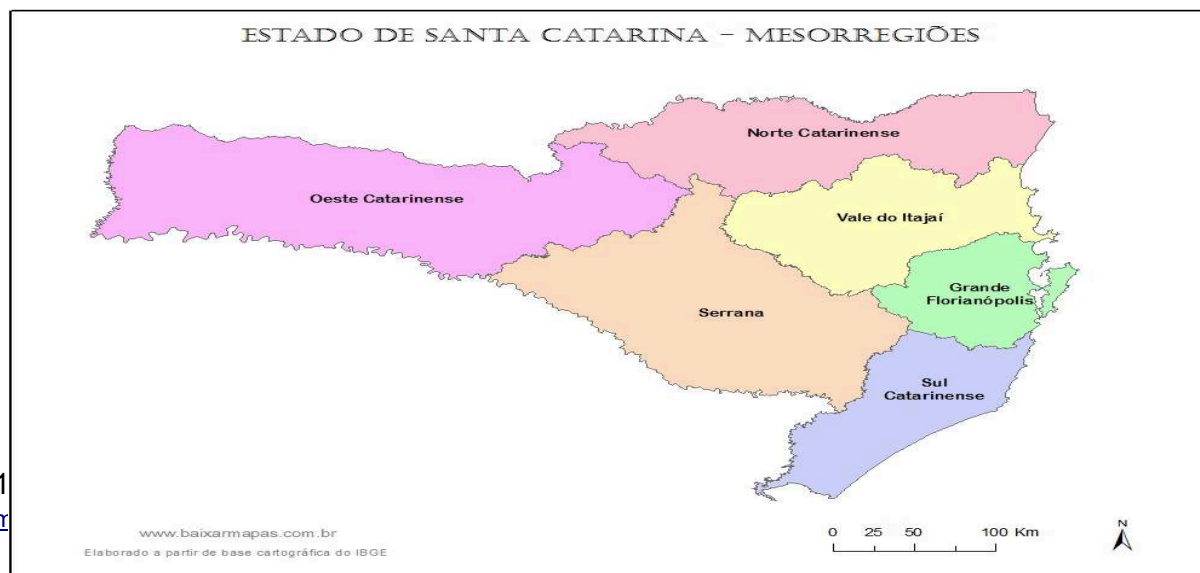 ESTADO DE SANTA CATARINA - MESORREGIÕES
Norte Catarinense
Oeste Catarinense
Vale do Itajaí
Grande
Florianópolis
Serrana
Sul
Catarinense
1
m
www.baixarmapas.com.br
Elaborado a partir de base cartográfica do IBGE
0 25 50 100 Km
N